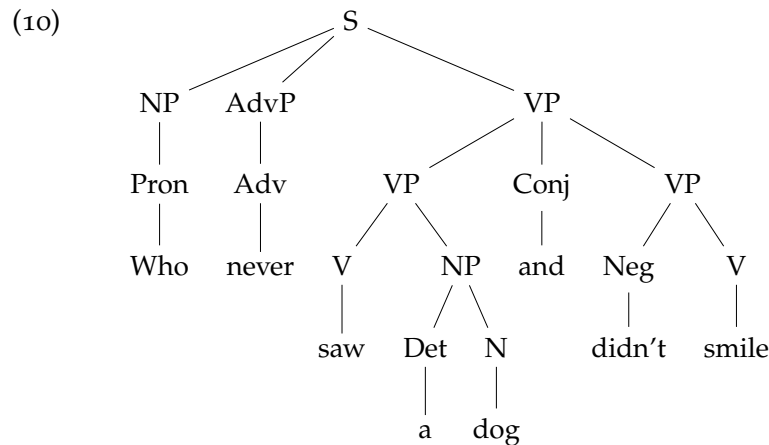 (10) S
NP AdvP VP
Pron Adv VP Conj VP
Who never V NP and Neg V
saw Det N didn't smile
a dog